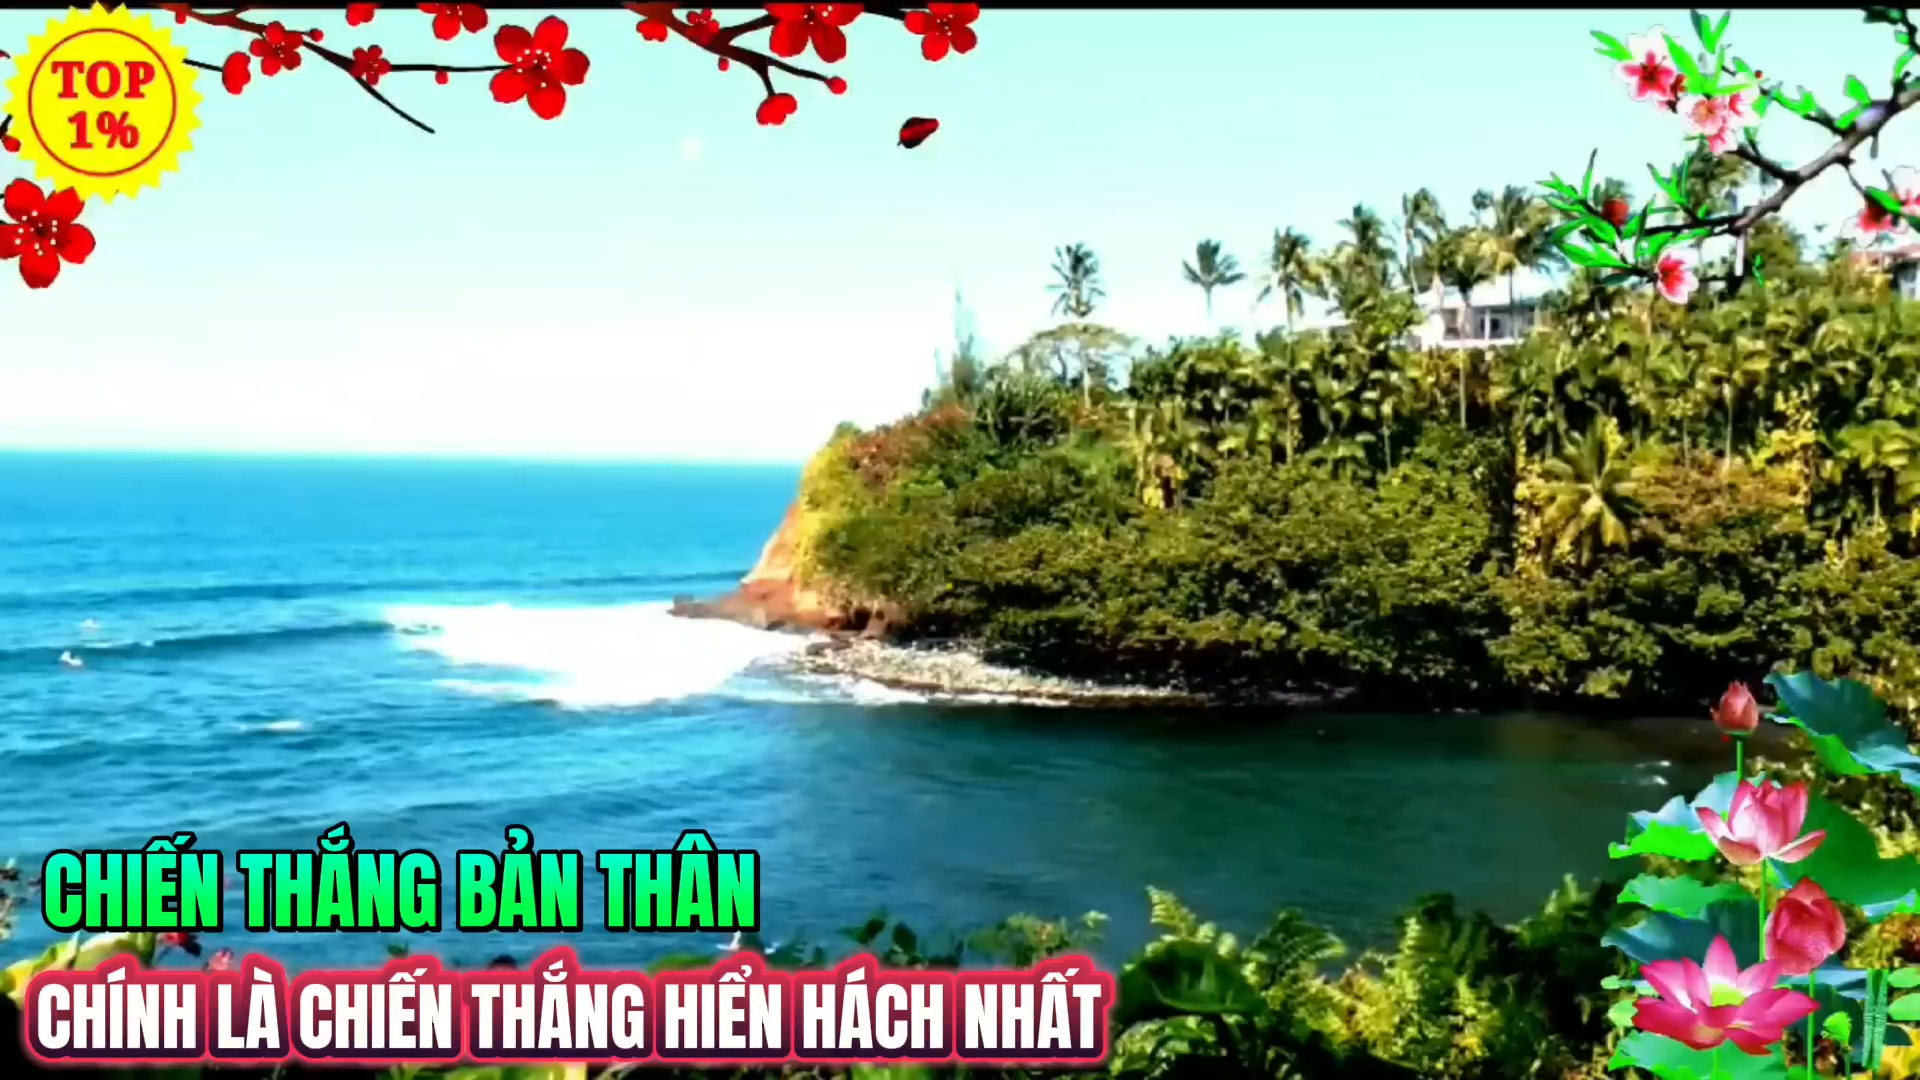 TOP
1%
CHIẾN THẮNG BẢN THÂN
CHÍNH LÀ CHIẾN THẮNG HIỂN HÁCH NHẤT